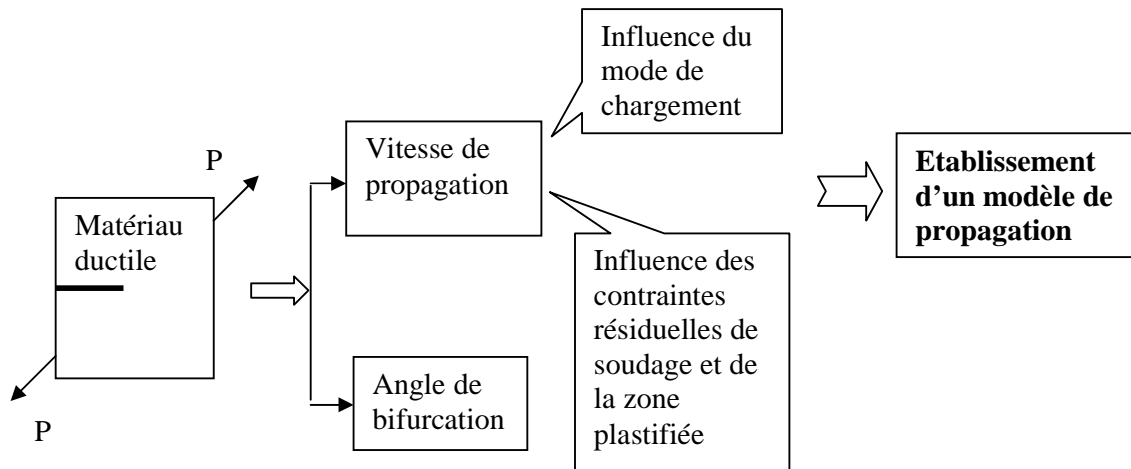 P
Matériau
ductile
P
Vitesse de
propagation
Angle de
bifurcation
Influence du
mode de
chargement
Influence des
contraintes
résiduelles de
soudage et de
la zone
plastifiée
Etablissement
d'un modèle de
propagation